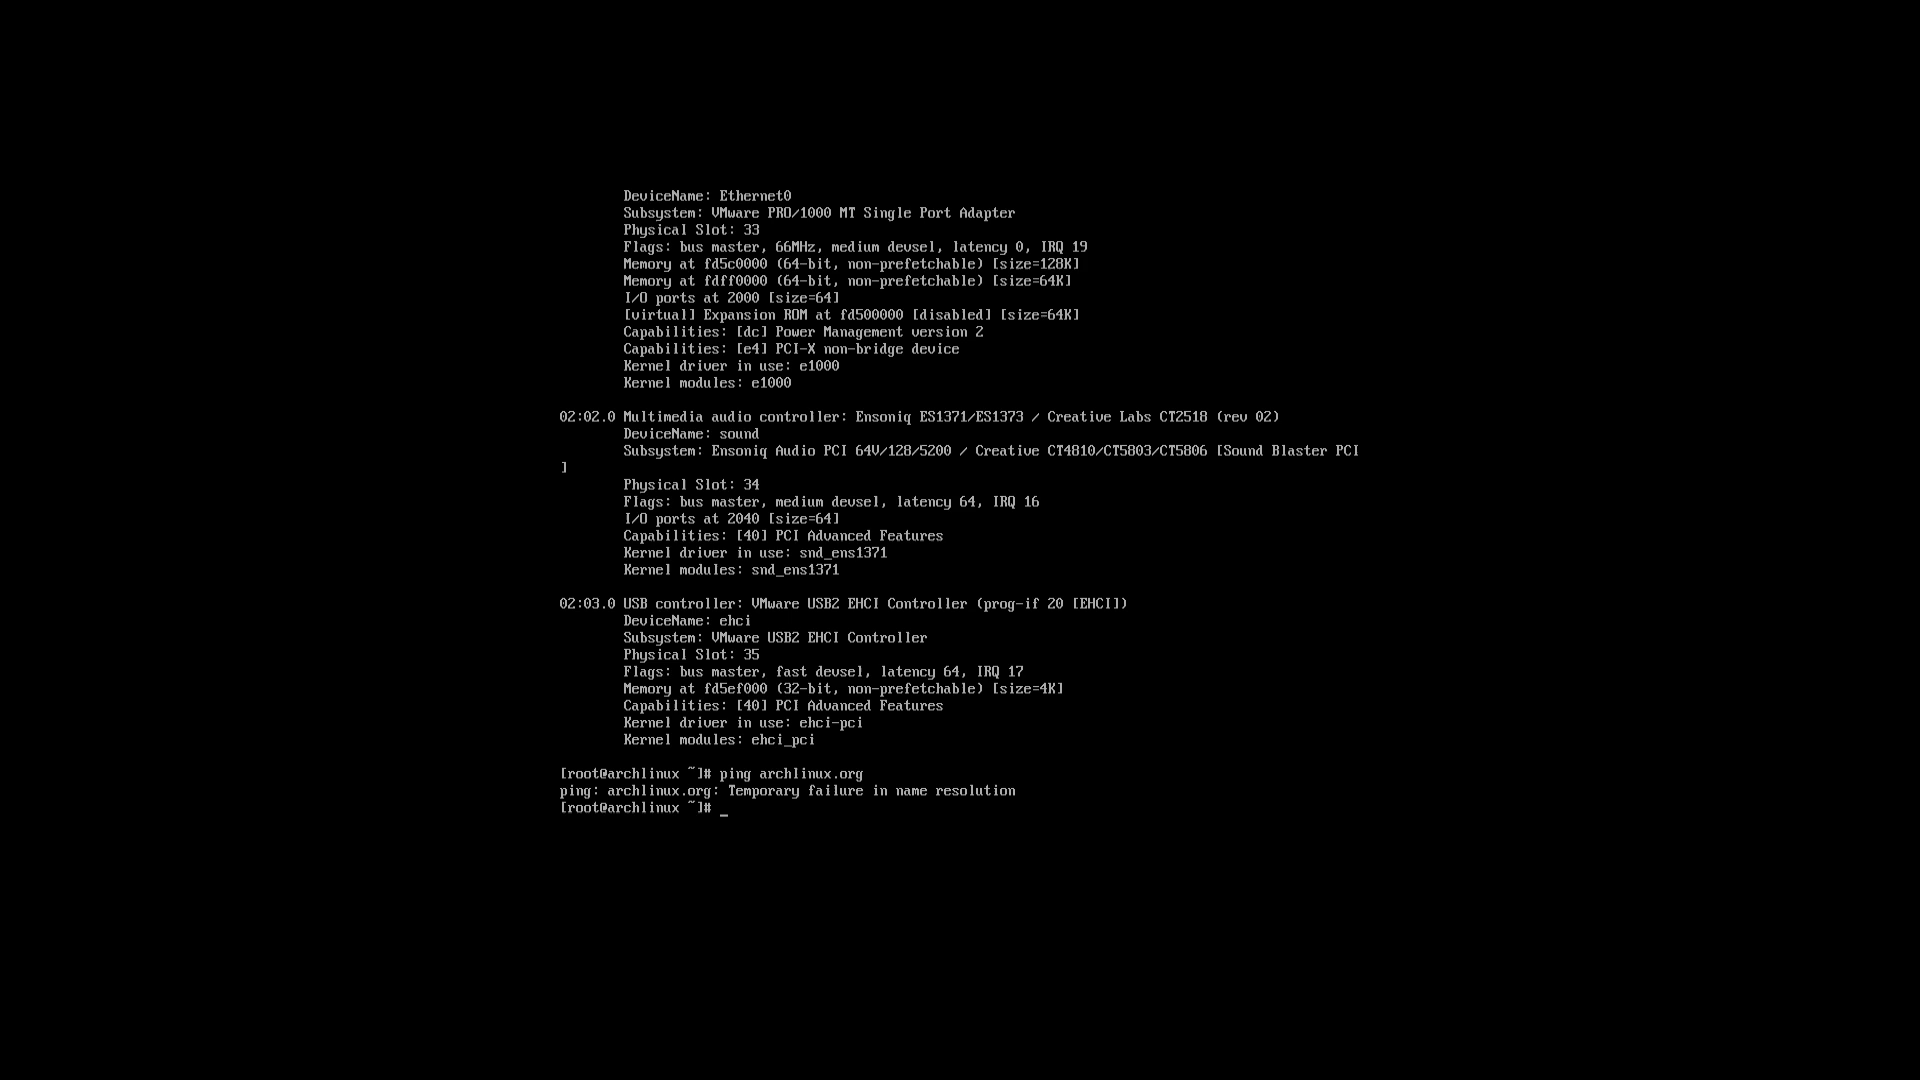 DeviceName: Ethernet0
Subsystem: VMware PRO/1000 MT Single Port Adapter
Physical Slot: 33
Flags: bus master, 66MHz, medium devsel, latency 0, IRQ 19
Memory at fd5c0000 (64-bit, non-prefetchable) [size=128K]
Memory at fdff0000 (64-bit, non-prefetchable) [size=64K]
I/O ports at 2000 [size=64]
[virtual] Expansion ROM at fd500000 [disabled] [size=64K]
Capabilities: [dc] Power Management version 2
Capabilities: [e4] PCI-X non-bridge device
Kernel driver in use: e1000
Kernel modules: e1000
02:02.0 Multimedia audio controller: Ensoniq ES1371/ES1373 / Creative Labs CT2518 (rev 02)
DeviceName: sound
Subsystem: Ensoniq Audio PCI 64V/128/5200 / Creative CT4810/CT5803/CT5806 [Sound Blaster PCI
]
Physical Slot: 34
Flags: bus master, medium devsel, latency 64, IRQ 16
I/O ports at 2040 [size=64]
Capabilities: [40] PCI Advanced Features
Kernel driver in use: snd_ens1371
Kernel modules: snd_ens1371
02:03.0 USB controller: VMware USB2 EHCI Controller (prog-if 20 [EHCI])
DeviceName: ehci
Subsystem: VMware USB2 EHCI Controller
Physical Slot: 35
Flags: bus master, fast devsel, latency 64, IRQ 17
Memory at fd5ef000 (32-bit, non-prefetchable) [size=4K]
Capabilities: [40] PCI Advanced Features
Kernel driver in use: ehci-pci
Kernel modules: ehci_pci
[root@archlinux ~]# ping archlinux.org
ping: archlinux.org: Temporary failure in name resolution
[root@archlinux ~]# _